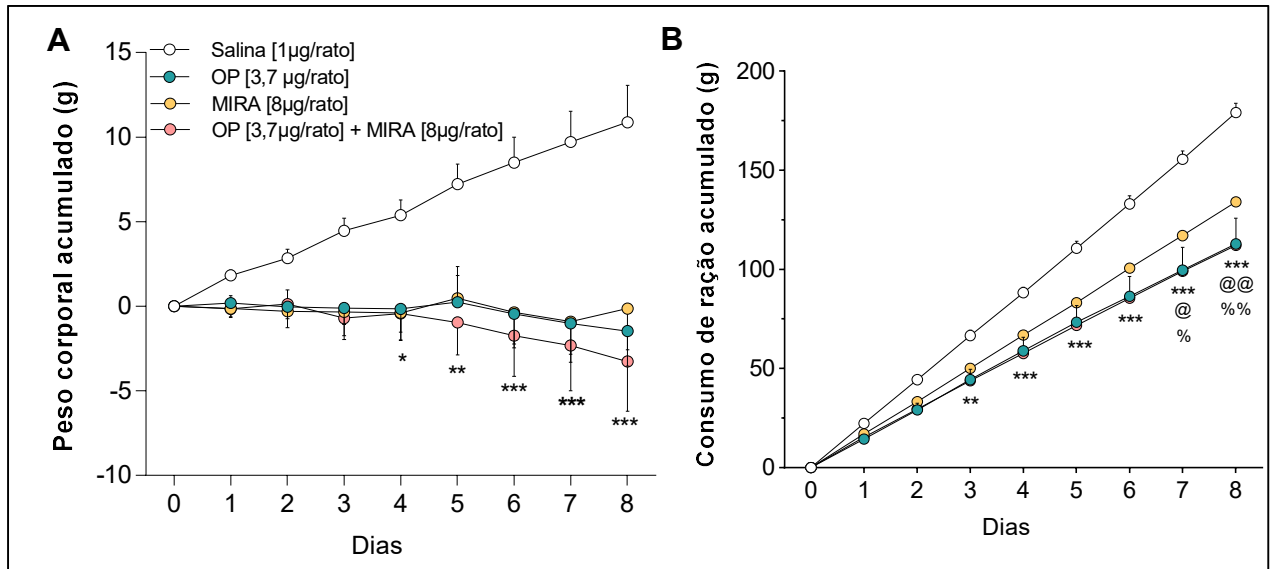 A
Peso corporal acumulado (g)
15
10
5
0
-5
-10
Salina [1µg/rato]
OP [3,7 µg/rato]
MIRA [8µg/rato]
OP [3,7µg/rato] + MIRA [8µg/rato]
*
**
***
***
***
0 1 2 3 4 5 6 7 8
Dias
B
Consumo de ração acumulado (g)
200
150
100
50
0
**
***
***
***
***
@
%
***
@@
%%
0 1 2 3 4 5 6 7 8
Dias